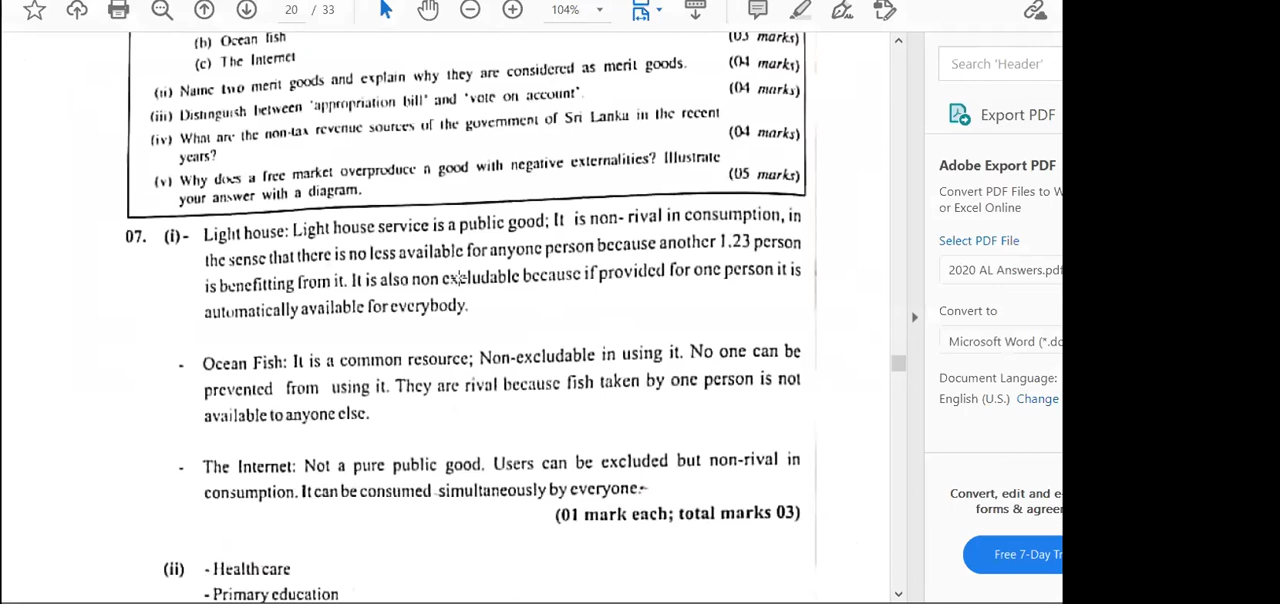 20 / 33
104%
(b) Ocean fish
(03 marks)
(c) The Internet
(ii) Name two merit goods and explain why they are considered as merit goods.
(04 marks)
(iii) Distinguish between 'appropriation bill' and 'vote on account'.
(04 marks)
(iv) What are the non-tax revenue sources of the government of Sri Lanka in the recent
years?
(04 marks)
(v) Why does a free market overproduce a good with negative externalities? Illustrate
your answer with a diagram.
(05 marks)
07. (i)- Light house: Light house service is a public good; It is non- rival in consumption, in
the sense that there is no less available for anyone person because another 1.23 person
is benefitting from it. It is also non excludable because if provided for one person it is
automatically available for everybody.
- Ocean Fish: It is a common resource; Non-excludable in using it. No one can be
prevented from using it. They are rival because fish taken by one person is not
available to anyone else.
- The Internet: Not a pure public good. Users can be excluded but non-rival in
consumption. It can be consumed simultaneously by everyone.
(01 mark each; total marks 03)
(ii) - Health care
- Primary education
Search 'Header'
Export PDF
Adobe Export PDF
Convert PDF Files to W
or Excel Online
Select PDF File
2020 AL Answers.pdf
Convert to
Microsoft Word (*.do
Document Language:
English (U.S.) Change
Convert, edit and e
forms & agreer
Free 7-Day Tr